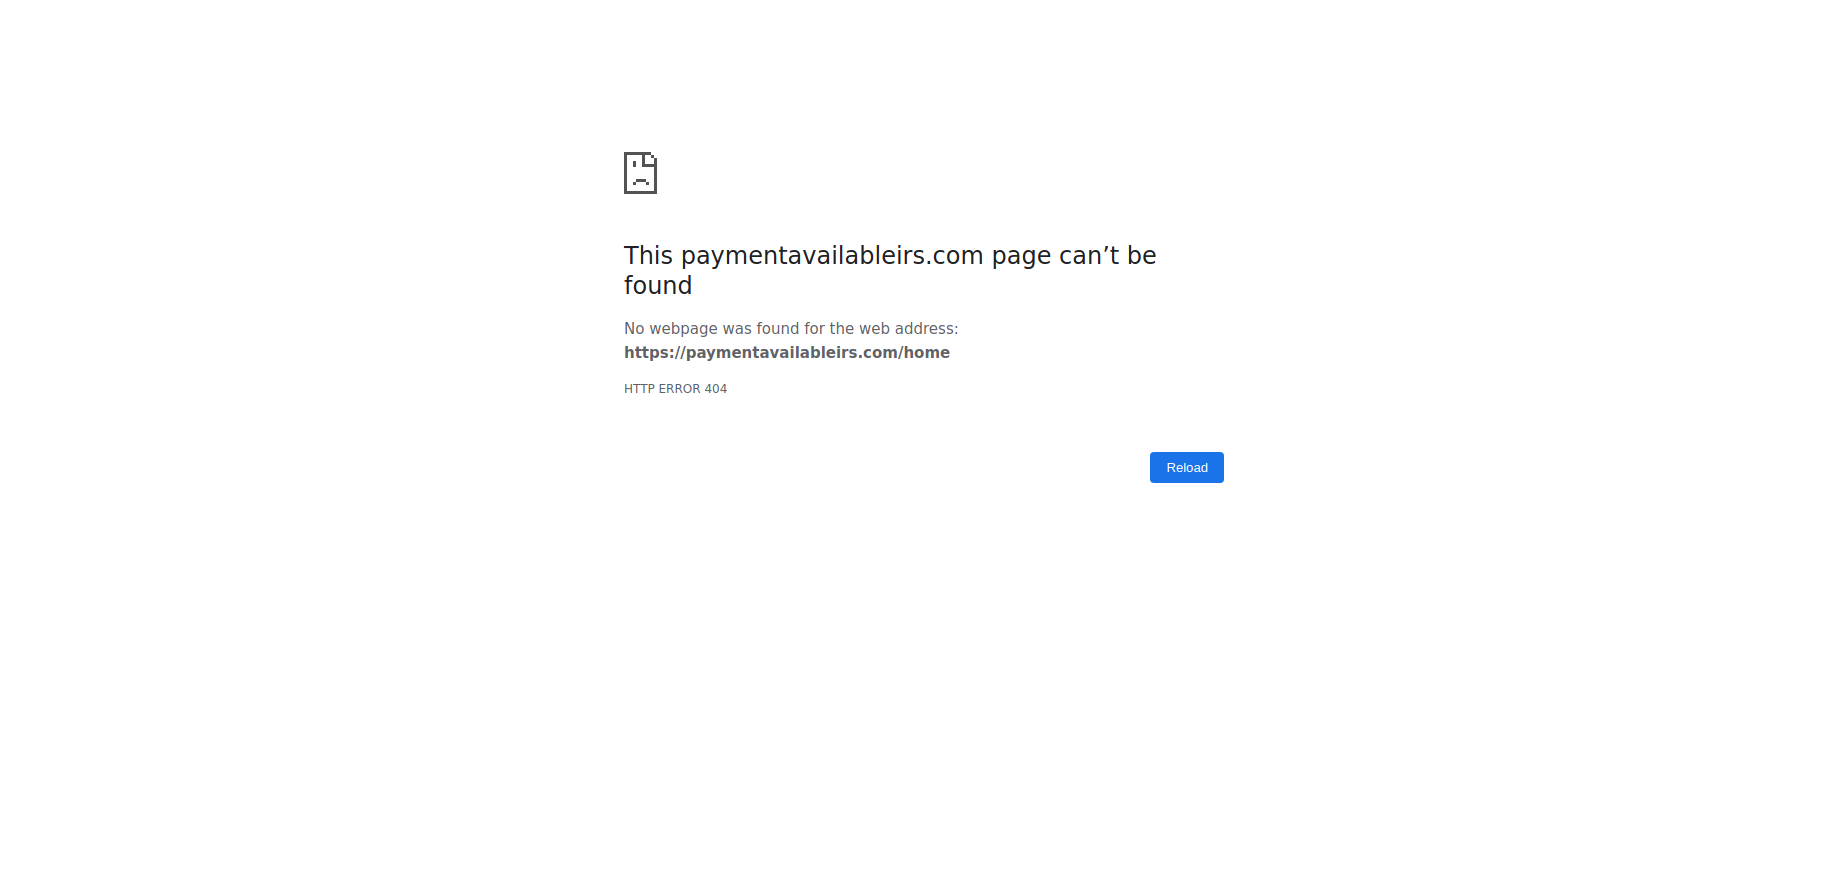 This paymentavailableirs.com page can’t be
found
No webpage was found for the web address:
https://paymentavailableirs.com/home
HTTP ERROR 404
Reload